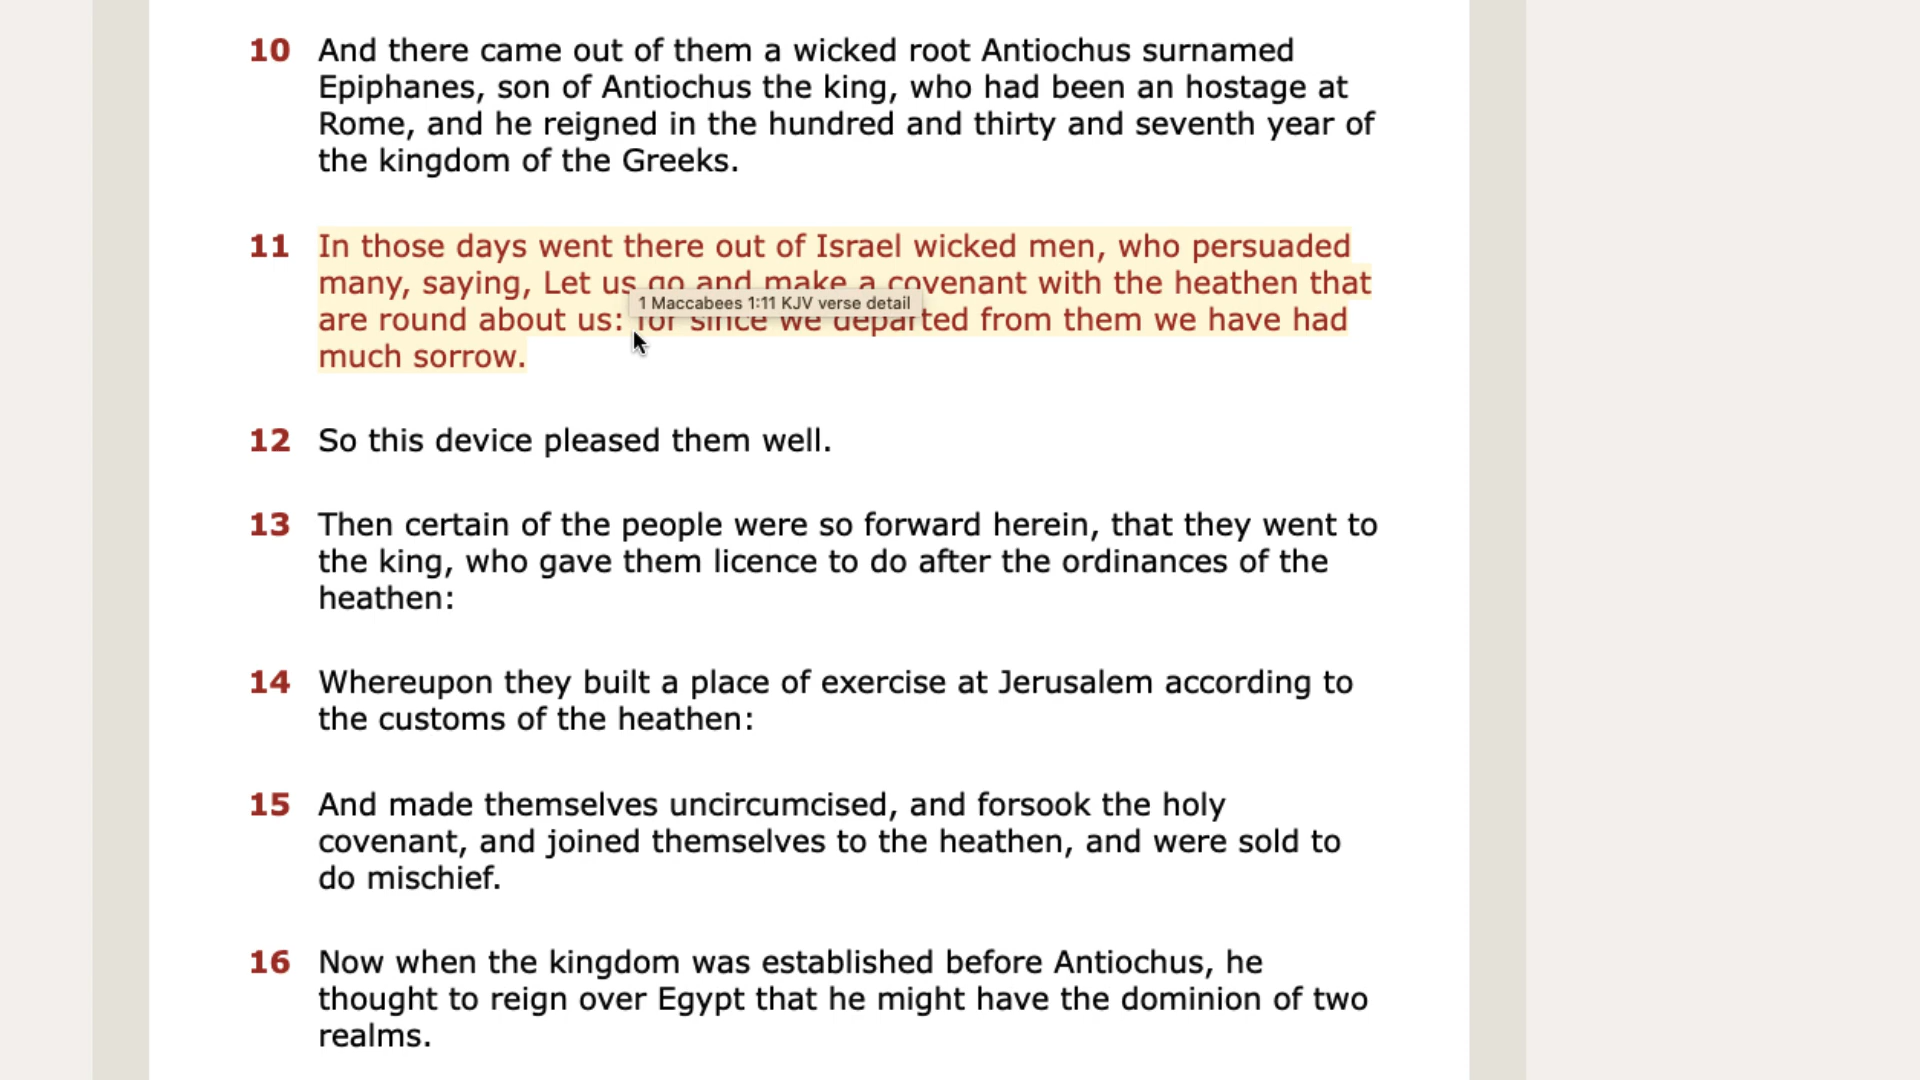 10 And there came out of them a wicked root Antiochus surnamed
Epiphanes, son of Antiochus the king, who had been an hostage at
Rome, and he reigned in the hundred and thirty and seventh year of
the kingdom of the Greeks.
11 In those days went there out of Israel wicked men, who persuaded
many, saying, Let us go and make a covenant with the heathen that
1 Maccabees 1:11 KJV verse detail
are round about us: for since we departed from them we have had
much sorrow.
12 So this device pleased them well.
13 Then certain of the people were so forward herein, that they went to
the king, who gave them licence to do after the ordinances of the
heathen:
14 Whereupon they built a place of exercise at Jerusalem according to
the customs of the heathen:
15 And made themselves uncircumcised, and forsook the holy
covenant, and joined themselves to the heathen, and were sold to
do mischief.
16 Now when the kingdom was established before Antiochus, he
thought to reign over Egypt that he might have the dominion of two
realms.